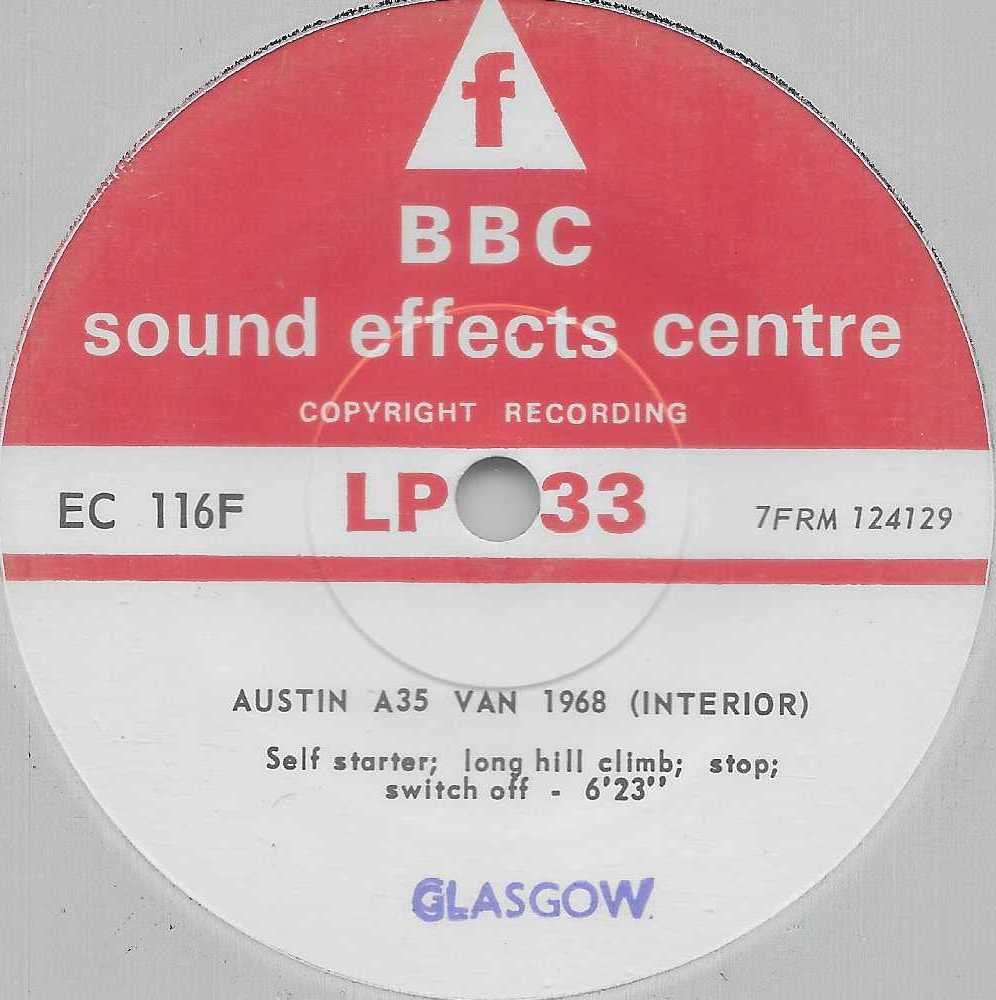 f
BBC
sound effects centre
COPYRIGHT RECORDING
EC 116F LP 33 7FRM 124129
AUSTIN A35 VAN 1968 (INTERIOR)
Self starter; long hill climb; stop;
switch off - 6'23"
GLASGOW.